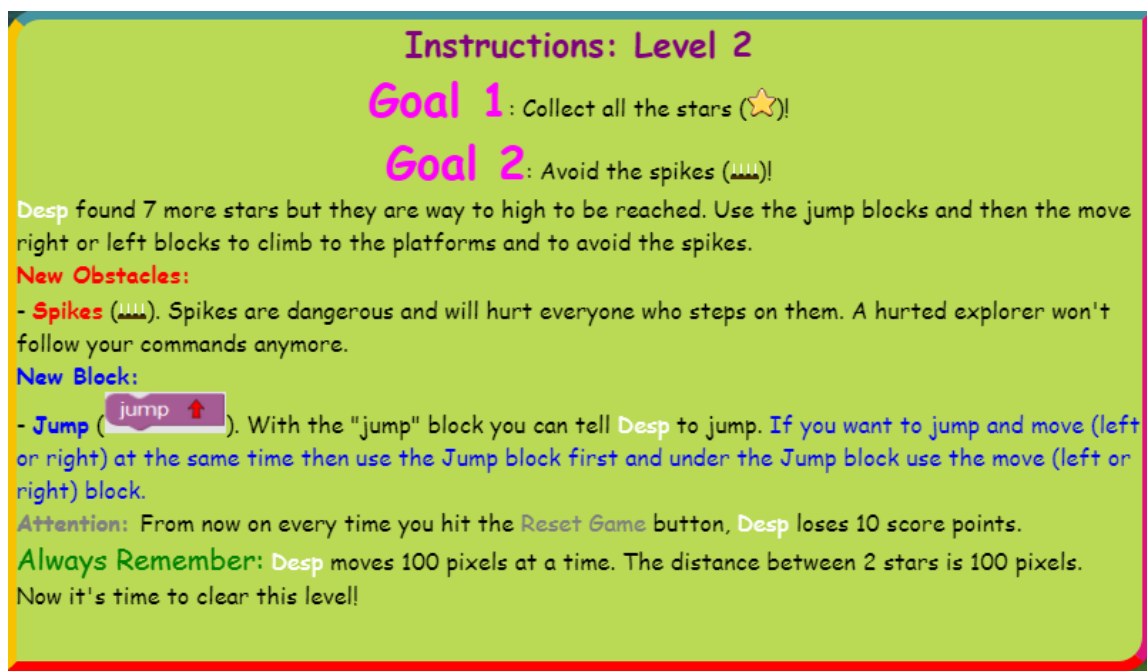 Instructions: Level 2
Goal 1: Collect all the stars ( )!
Goal 2: Avoid the spikes ( )!
Desp found 7 more stars but they are way to high to be reached. Use the jump blocks and then the move
right or left blocks to climb to the platforms and to avoid the spikes.
New Obstacles:
- Spikes ( ). Spikes are dangerous and will hurt everyone who steps on them. A hurted explorer won't
follow your commands anymore.
New Block:
- Jump ( jump ). With the "jump" block you can tell Desp to jump. If you want to jump and move (left
or right) at the same time then use the Jump block first and under the Jump block use the move (left or
right) block.
Attention: From now on every time you hit the Reset Game button, Desp loses 10 score points.
Always Remember: Desp moves 100 pixels at a time. The distance between 2 stars is 100 pixels.
Now it's time to clear this level!